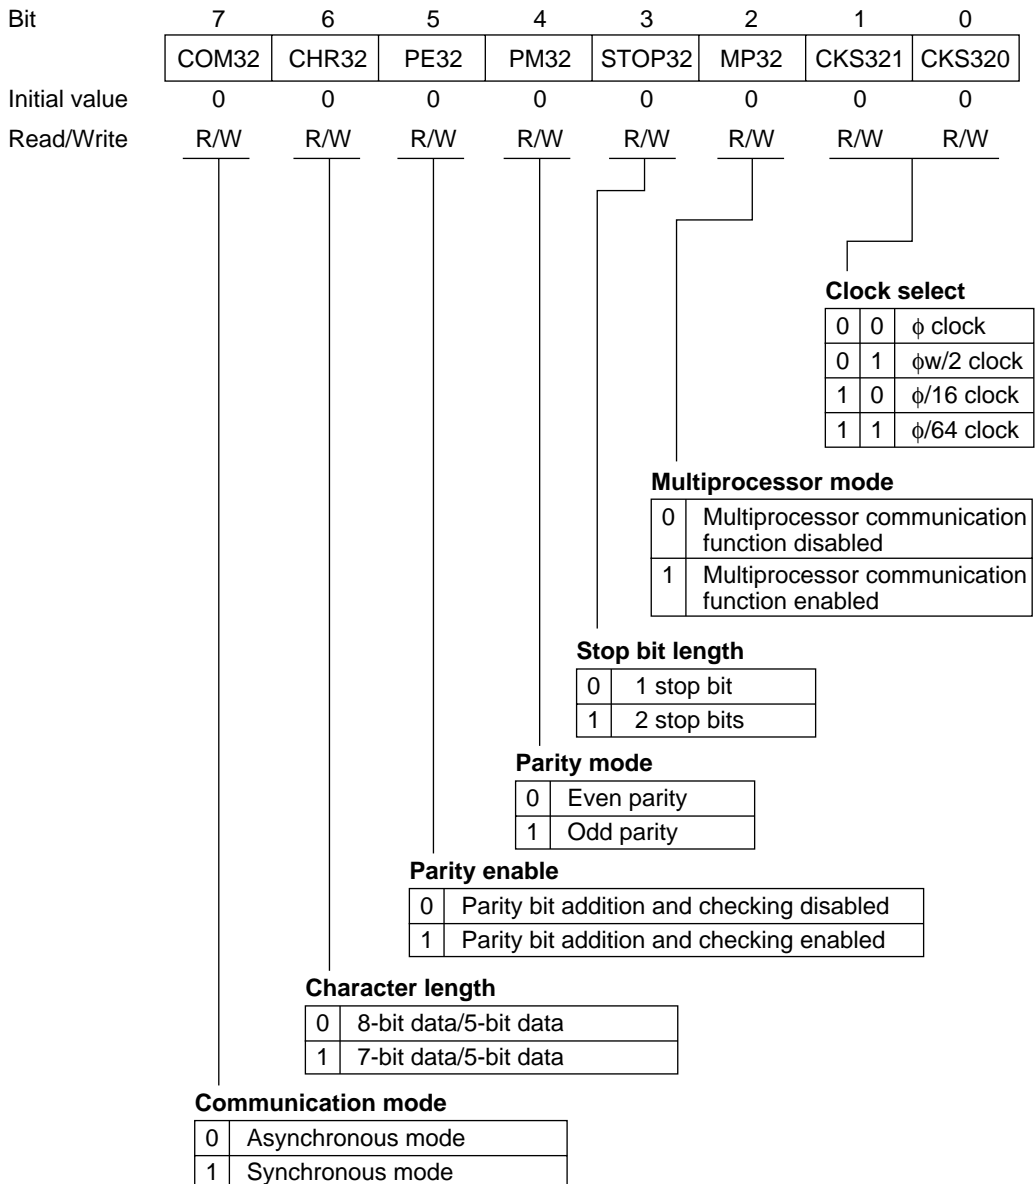 Bit 7 6 5 4 3 2 1 0
COM32 CHR32 PE32 PM32 STOP32 MP32 CKS321 CKS320
Initial value 0 0 0 0 0 0 0 0
Read/Write R/W R/W R/W R/W R/W R/W R/W R/W
Clock select
0 0 ϕ clock
0 1 ϕw/2 clock
1 0 ϕ/16 clock
1 1 ϕ/64 clock
Multiprocessor mode
0 Multiprocessor communication
function disabled
1 Multiprocessor communication
function enabled
Stop bit length
0 1 stop bit
1 2 stop bits
Parity mode
0 Even parity
1 Odd parity
Parity enable
0 Parity bit addition and checking disabled
1 Parity bit addition and checking enabled
Character length
0 8-bit data/5-bit data
1 7-bit data/5-bit data
Communication mode
0 Asynchronous mode
1 Synchronous mode